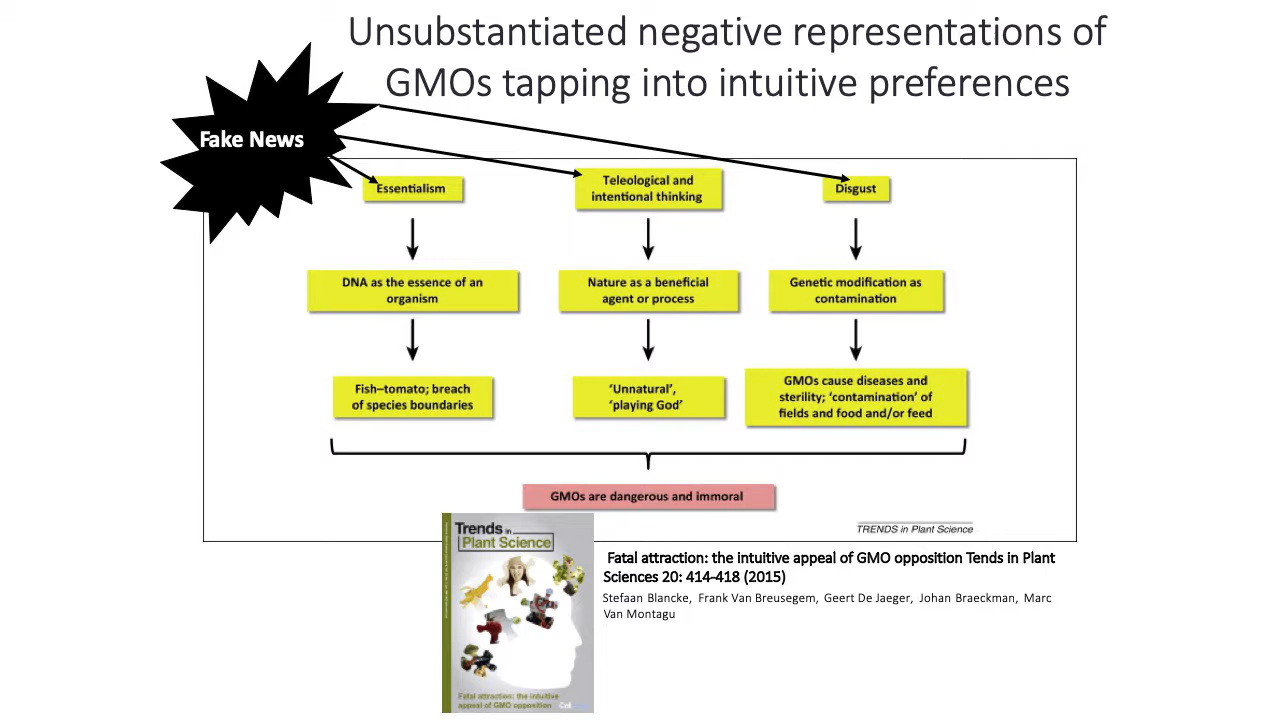 Unsubstantiated negative representations of
GMOs tapping into intuitive preferences
Fake News
Essentialism
Teleological and
intentional thinking
Disgust
DNA as the essence of an
organism
Nature as a beneficial
agent or process
Genetic modification as
contamination
Fish–tomato; breach
of species boundaries
‘Unnatural’,
‘playing God’
GMOs cause diseases and
sterility; ‘contamination’ of
fields and food and/or feed
GMOs are dangerous and immoral
TRENDS in Plant Science
Trends in
Plant Science
Fatal attraction: the intuitive
appeal of GMO opposition
Fatal attraction: the intuitive appeal of GMO opposition Tends in Plant
Sciences 20: 414-418 (2015)
Stefaan Blancke, Frank Van Breusegem, Geert De Jaeger, Johan Braeckman, Marc
Van Montagu